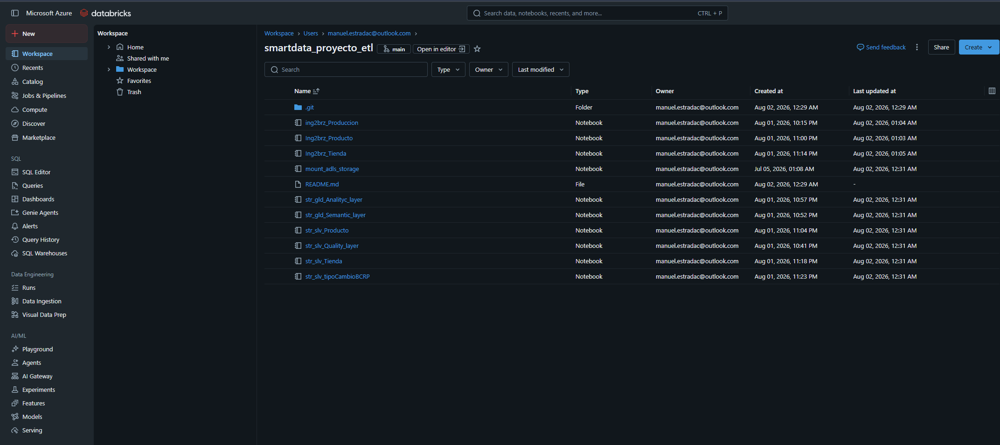 Microsoft Azure databricks
Search data, notebooks, recents, and more... CTRL + P
New
Workspace
Recents
Catalog
Jobs & Pipelines
Compute
Discover
Marketplace
SQL
SQL Editor
Queries
Dashboards
Genie Agents
Alerts
Query History
SQL Warehouses
Data Engineering
Runs
Data Ingestion
Visual Data Prep
AI/ML
Playground
Agents
AI Gateway
Experiments
Features
Models
Serving
Workspace
Home
Shared with me
Workspace
Favorites
Trash
Workspace › Users › manuel.estradac@outlook.com ›
smartdata_proyecto_etl main Open in editor
Send feedback Share Create
Search Type Owner Last modified
Name Type Owner Created at Last updated at
.git Folder manuel.estradac@outlook.com Aug 02, 2026, 12:29 AM Aug 02, 2026, 12:29 AM
ing2brz_Produccion Notebook manuel.estradac@outlook.com Aug 01, 2026, 10:15 PM Aug 02, 2026, 01:04 AM
Ing2brz_Producto Notebook manuel.estradac@outlook.com Aug 01, 2026, 11:00 PM Aug 02, 2026, 01:03 AM
Ing2brz_Tienda Notebook manuel.estradac@outlook.com Aug 01, 2026, 11:14 PM Aug 02, 2026, 01:05 AM
mount_adls_storage Notebook manuel.estradac@outlook.com Jul 05, 2026, 01:08 AM Aug 02, 2026, 12:31 AM
README.md File manuel.estradac@outlook.com Aug 02, 2026, 12:29 AM -
str_gld_Analityc_layer Notebook manuel.estradac@outlook.com Aug 01, 2026, 10:57 PM Aug 02, 2026, 12:31 AM
str_gld_Semantic_layer Notebook manuel.estradac@outlook.com Aug 01, 2026, 10:52 PM Aug 02, 2026, 12:31 AM
str_slv_Producto Notebook manuel.estradac@outlook.com Aug 01, 2026, 11:04 PM Aug 02, 2026, 12:31 AM
str_slv_Quality_layer Notebook manuel.estradac@outlook.com Aug 01, 2026, 10:41 PM Aug 02, 2026, 12:31 AM
str_slv_Tienda Notebook manuel.estradac@outlook.com Aug 01, 2026, 11:18 PM Aug 02, 2026, 12:31 AM
str_slv_tipoCambioBCRP Notebook manuel.estradac@outlook.com Aug 01, 2026, 11:23 PM Aug 02, 2026, 12:31 AM